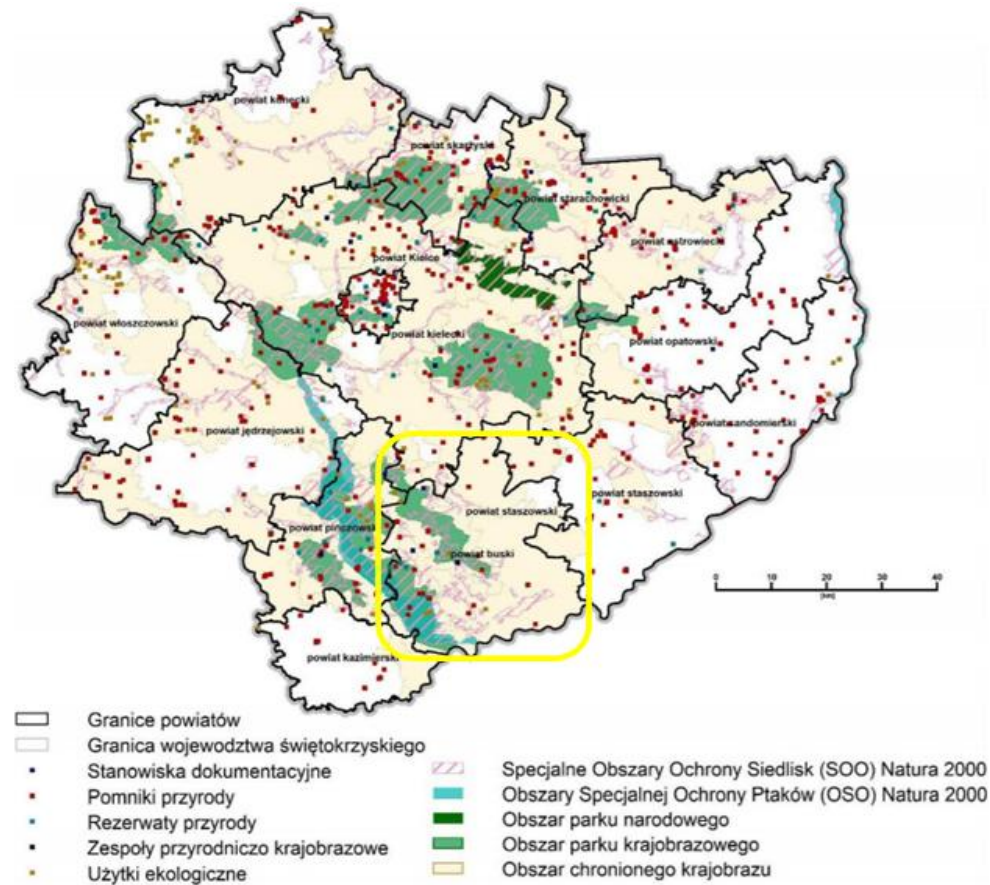 powiat konecki
powiat skarżyski
powiat starachowicki
powiat ostrowiecki
powiat Kielce
powiat włoszczowski
powiat kielecki
powiat opatowski
powiat jędrzejowski
powiat sandomierski
powiat staszowski
powiat staszowski
powiat pińczowski
powiat buski
powiat kazimierski
0 10 20 30 40
[km]
Granice powiatów
Granica wojewodztwa świętokrzyskiego
Stanowiska dokumentacyjne
Pomniki przyrody
Rezerwaty przyrody
Zespoły przyrodniczo krajobrazowe
Użytki ekologiczne
Specjalne Obszary Ochrony Siedlisk (SOO) Natura 2000
Obszary Specjalnej Ochrony Ptaków (OSO) Natura 2000
Obszar parku narodowego
Obszar parku krajobrazowego
Obszar chronionego krajobrazu